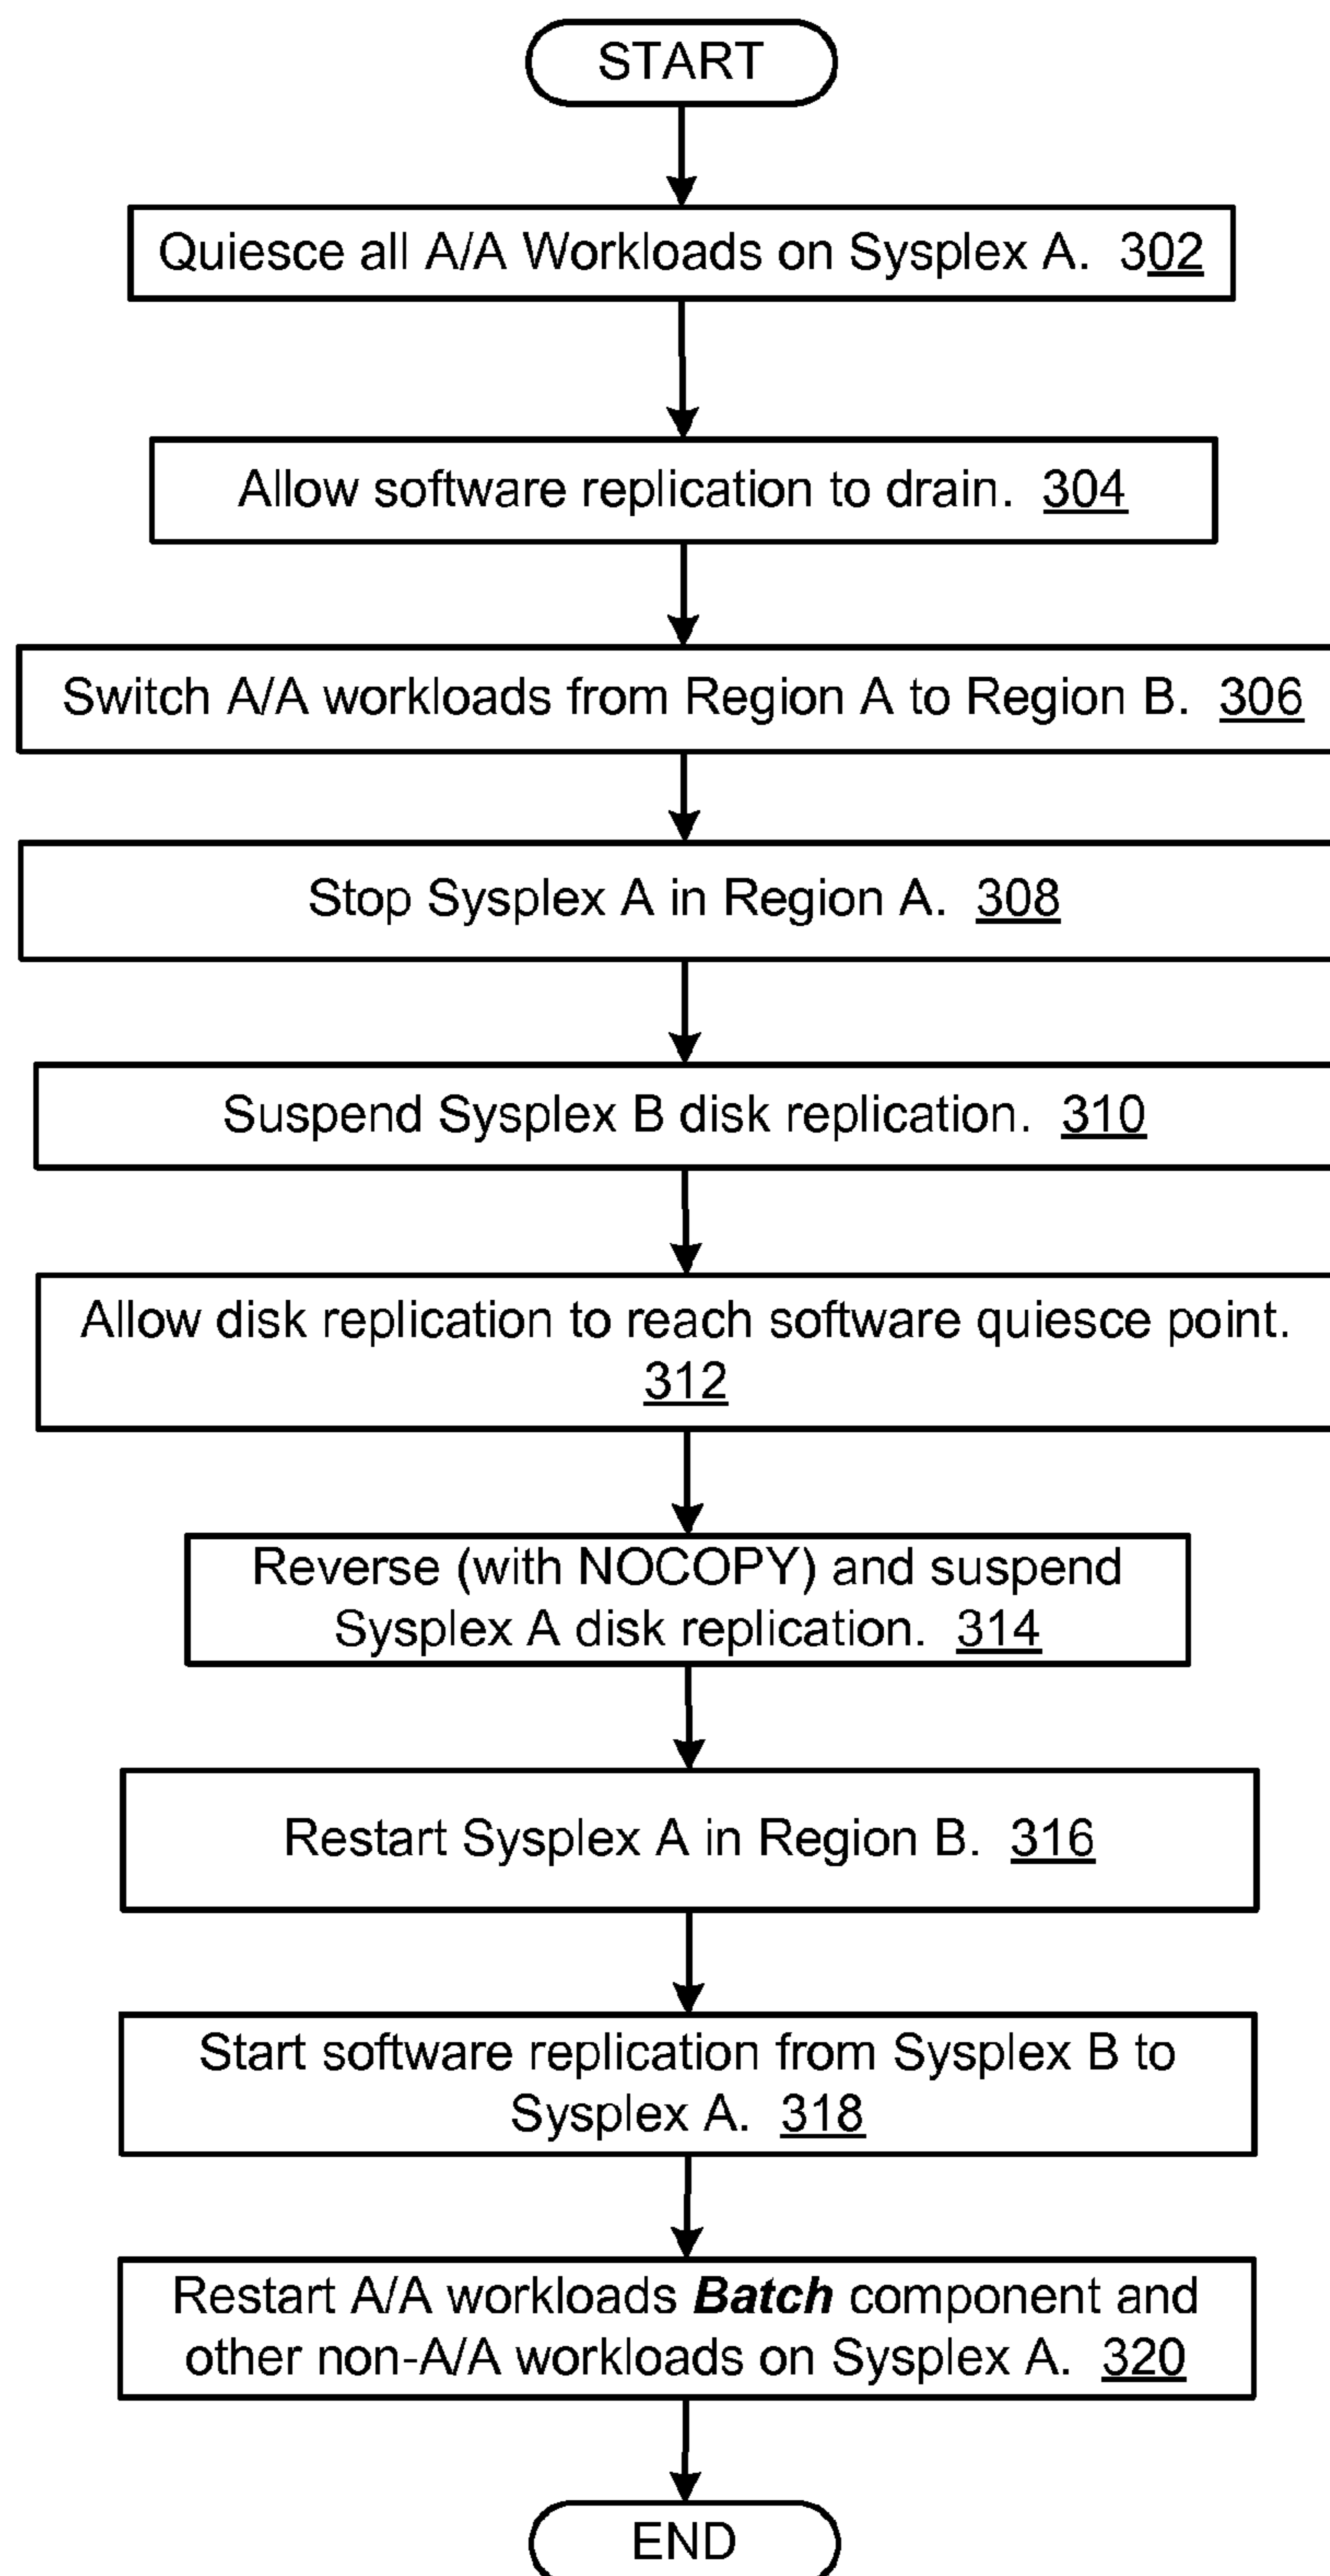 START
Quiesce all A/A Workloads on Sysplex A. 302
Allow software replication to drain. 304
Switch A/A workloads from Region A to Region B. 306
Stop Sysplex A in Region A. 308
Suspend Sysplex B disk replication. 310
Allow disk replication to reach software quiesce point.
312
Reverse (with NOCOPY) and suspend
Sysplex A disk replication. 314
Restart Sysplex A in Region B. 316
Start software replication from Sysplex B to
Sysplex A. 318
Restart A/A workloads Batch component and
other non-A/A workloads on Sysplex A. 320
END